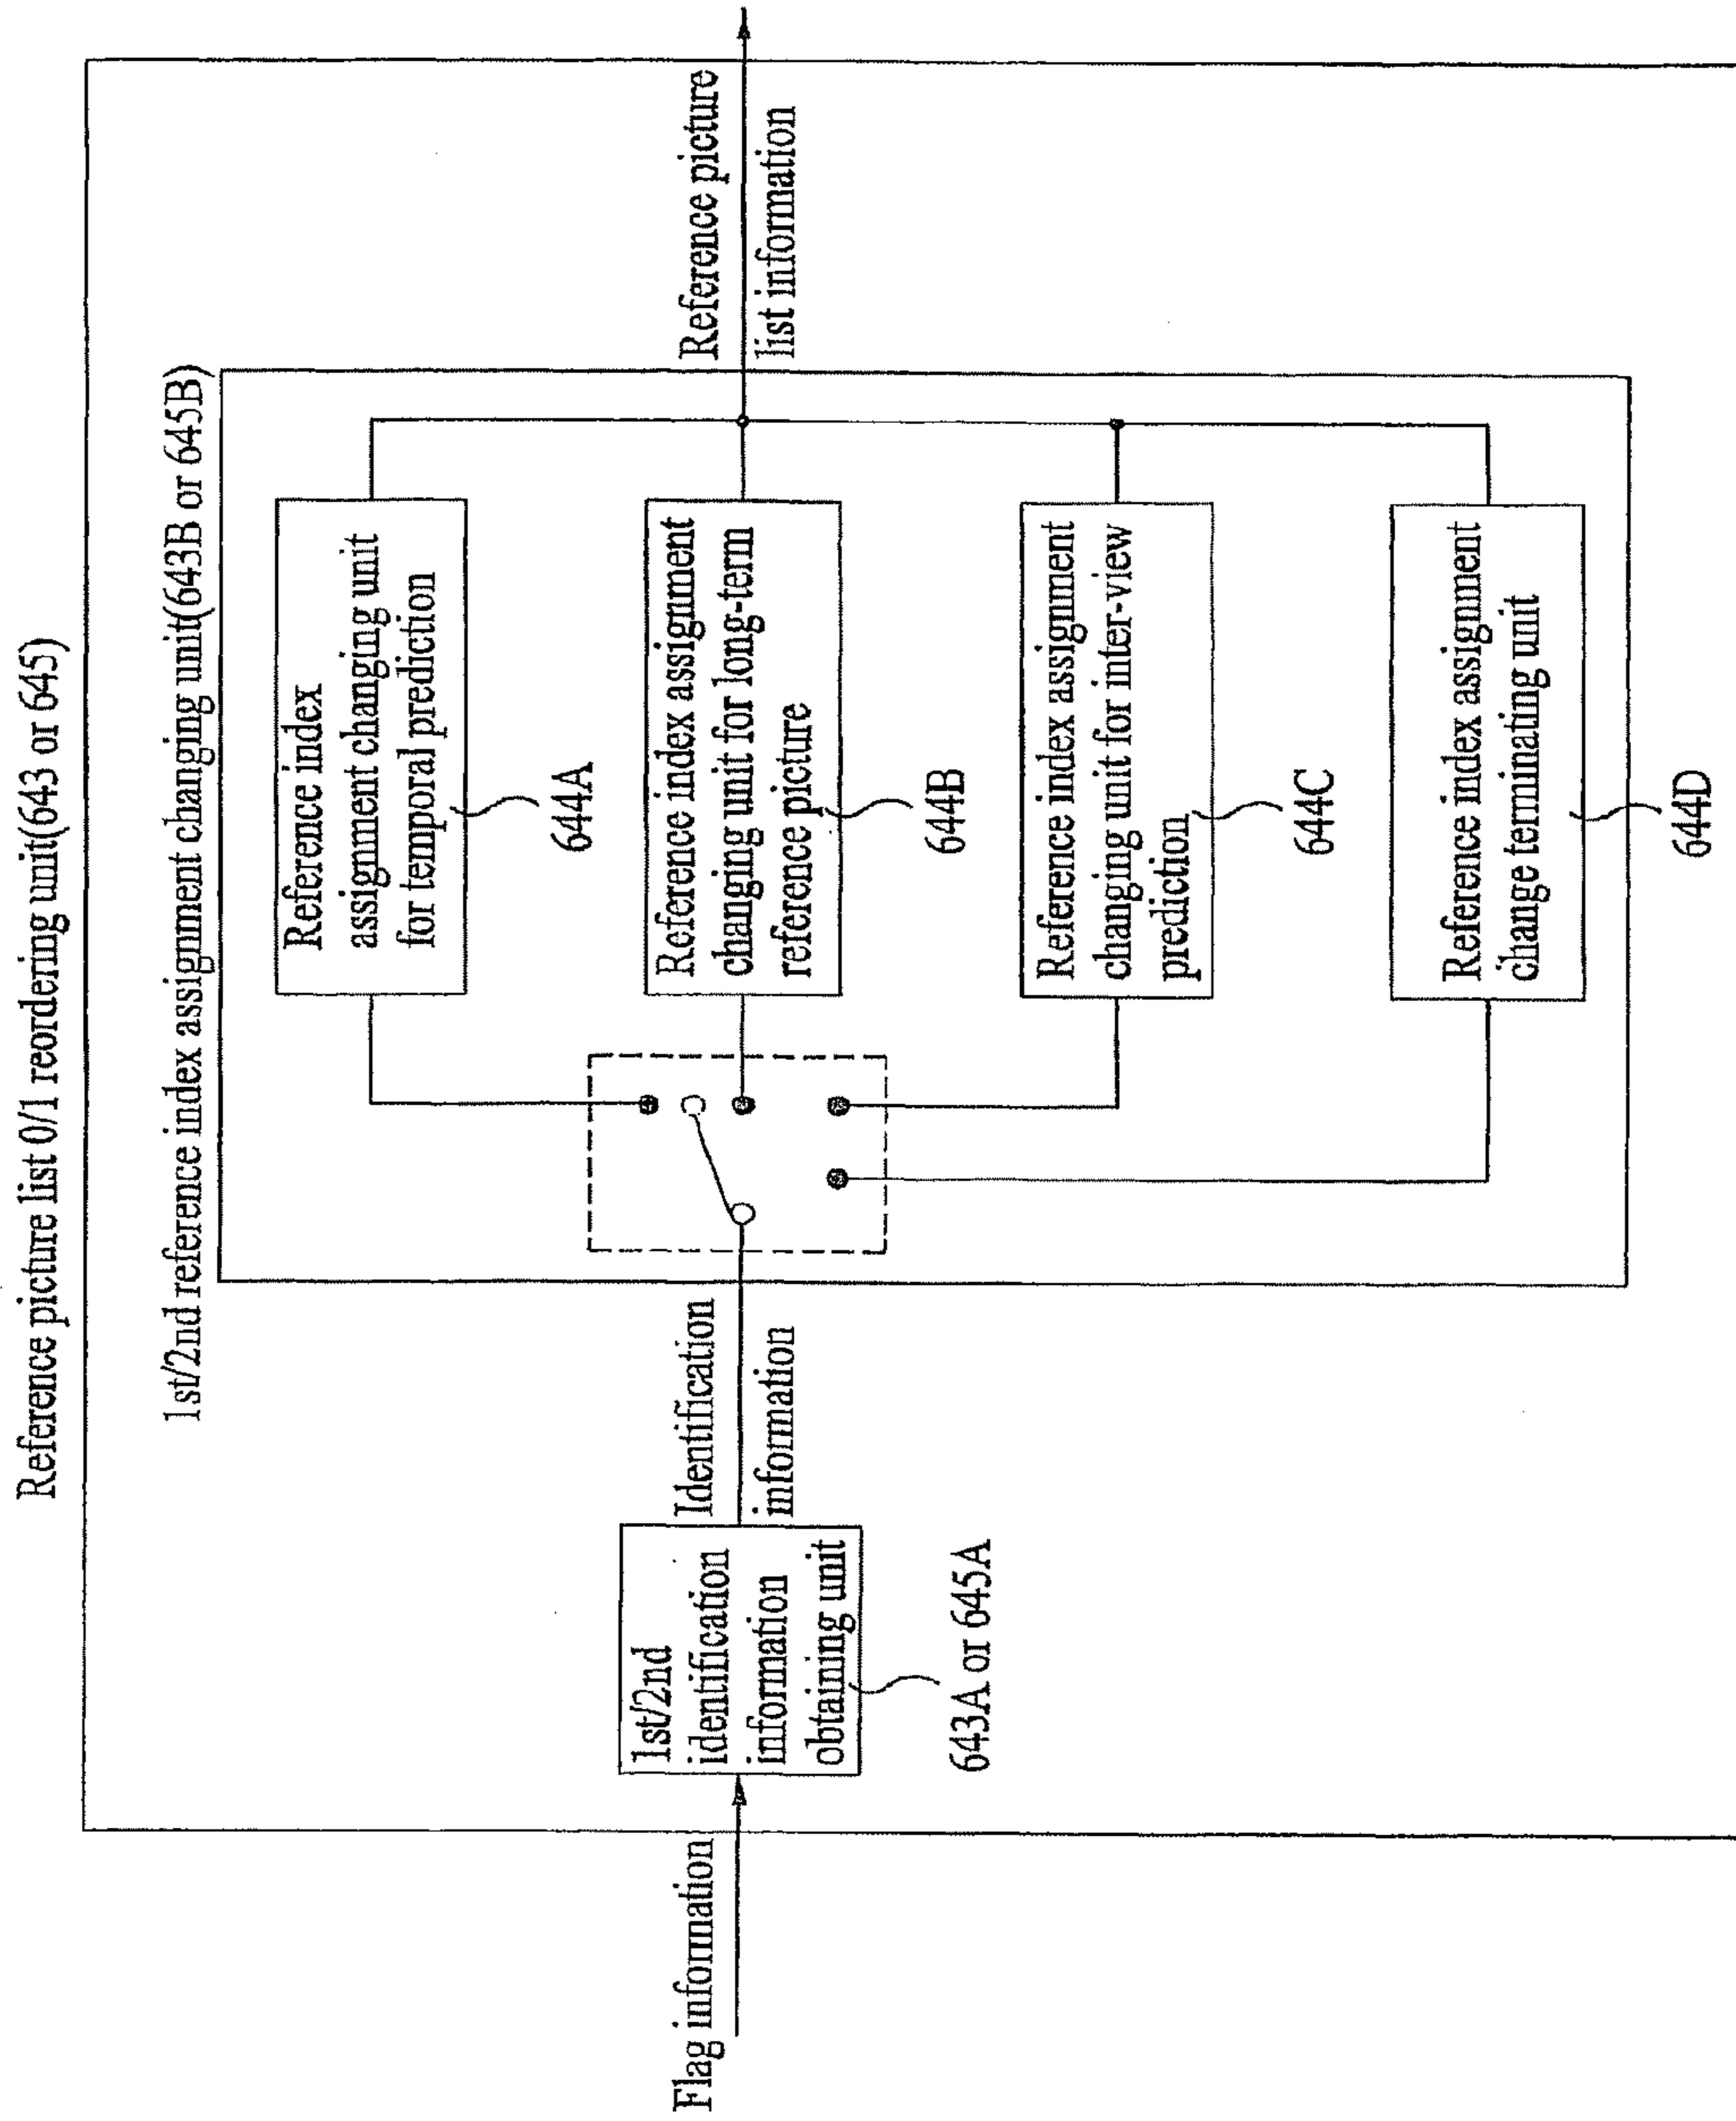 Reference picture list 0/1 reordering unit(643 or 645)
1st/2nd reference index assignment changing unit(643B or 645B)
Flag information
1st/2nd
identification
information
obtaining unit
643A or 645A
Identification
information
Reference index
assignment changing unit
for temporal prediction
644A
Reference index assignment
changing unit for long-term
reference picture
644B
Reference index assignment
changing unit for inter-view
prediction
644C
Reference index assignment
change terminating unit
644D
Reference picture
list information